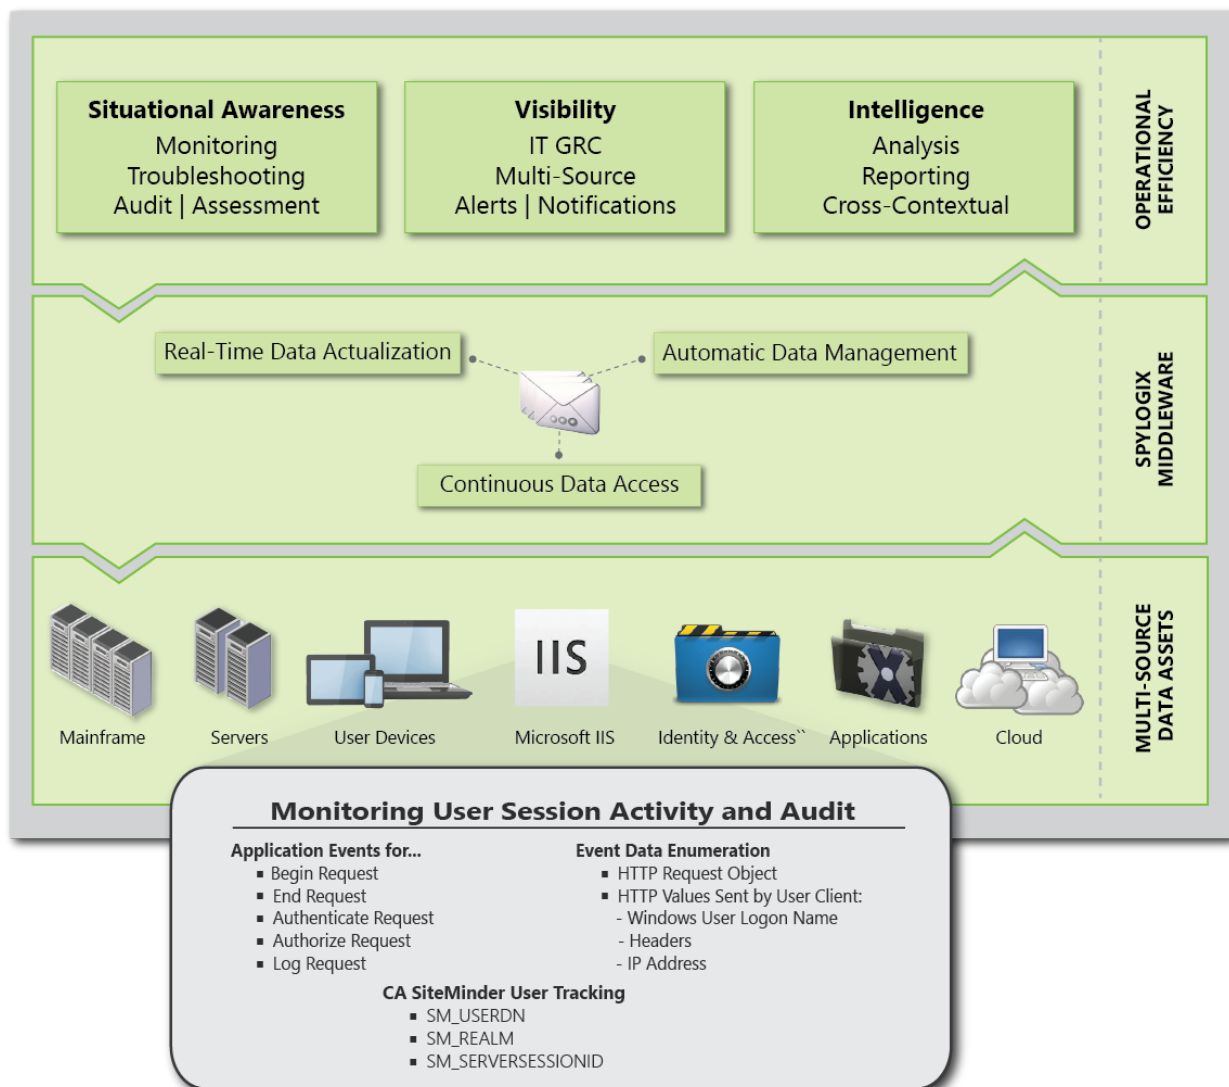 Situational Awareness
Monitoring
Troubleshooting
Audit | Assessment
Visibility
IT GRC
Multi-Source
Alerts | Notifications
Intelligence
Analysis
Reporting
Cross-Contextual
OPERATIONAL
EFFICIENCY
Real-Time Data Actualization
Automatic Data Management
Continuous Data Access
SPYLOGIX
MIDDLEWARE
IIS
Mainframe
Servers
User Devices
Microsoft IIS
Identity & Access``
Applications
Cloud
MULTI-SOURCE
DATA ASSETS
Monitoring User Session Activity and Audit
Application Events for...
▪ Begin Request
▪ End Request
▪ Authenticate Request
▪ Authorize Request
▪ Log Request
Event Data Enumeration
▪ HTTP Request Object
▪ HTTP Values Sent by User Client:
- Windows User Logon Name
- Headers
- IP Address
CA SiteMinder User Tracking
▪ SM_USERDN
▪ SM_REALM
▪ SM_SERVERSESSIONID